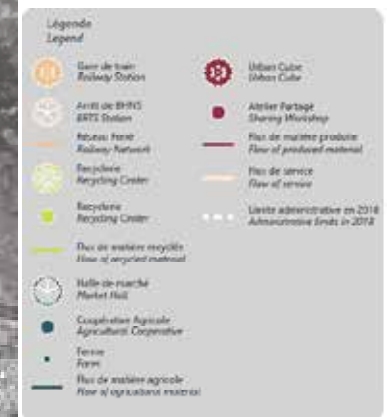 Légende
Legend
Gare de train
Railway Station
Arrêt de BHNS
BRTS Station
Réseau Ferré
Railway Network
Recyclerie
Recycling Center
Recyclerie
Recycling Center
Flux de matière recyclée
Flow of recycled material
Halle de marché
Market Hall
Coopérative Agricole
Agricultural Cooperative
Ferme
Farm
Flux de matière agricole
Flow of agricultural material
Urban Cube
Urban Cube
Atelier Partagé
Sharing Workshop
Flux de matière produite
Flow of produced material
Flux de service
Flow of service
Limite administrative en 2018
Administrative limits in 2018